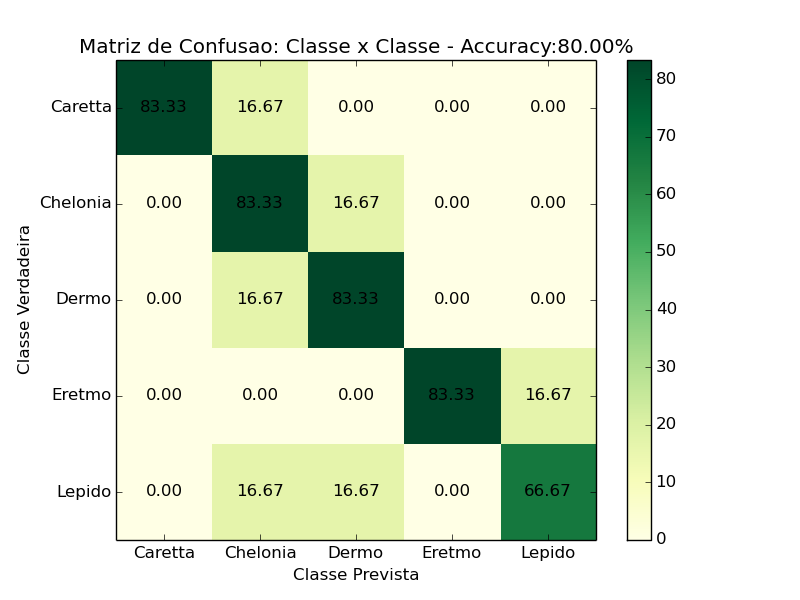 Matriz de Confusao: Classe x Classe - Accuracy:80.00%
Caretta 83.33 16.67 0.00 0.00 0.00
Chelonia 0.00 83.33 16.67 0.00 0.00
Dermo 0.00 16.67 83.33 0.00 0.00
Eretmo 0.00 0.00 0.00 83.33 16.67
Lepido 0.00 16.67 16.67 0.00 66.67
Caretta Chelonia Dermo Eretmo Lepido
Classe Prevista
Classe Verdadeira
80
70
60
50
40
30
20
10
0